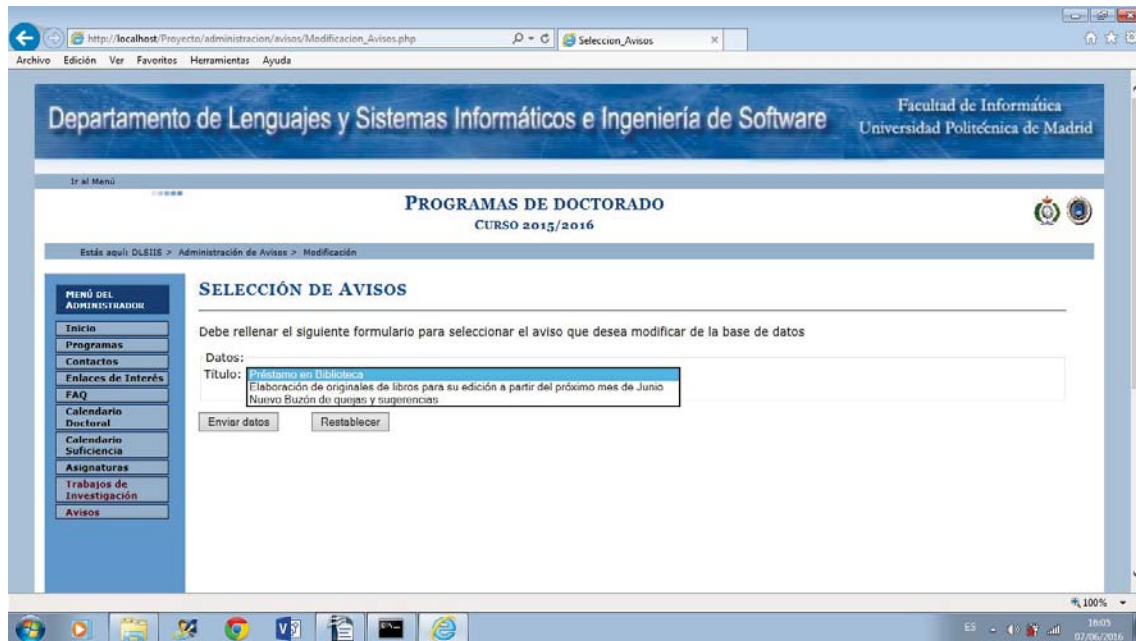 http://localhost/Proyecto/administracion/avisos/Modificacion_Avisos.php
Seleccion_Avisos
Archivo Edición Ver Favoritos Herramientas Ayuda
Departamento de Lenguajes y Sistemas Informáticos e Ingeniería de Software
Facultad de Informática
Universidad Politécnica de Madrid
Ir al Menú
PROGRAMAS DE DOCTORADO
CURSO 2015/2016
Estás aquí: DLSIIS > Administración de Avisos > Modificación
MENÚ DEL
ADMINISTRADOR
Inicio
Programas
Contactos
Enlaces de Interés
FAQ
Calendario
Doctoral
Calendario
Suficiencia
Asignaturas
Trabajos de
Investigación
Avisos
SELECCIÓN DE AVISOS
Debe rellenar el siguiente formulario para seleccionar el aviso que desea modificar de la base de datos
Datos:
Título: Préstamo en Biblioteca
Elaboración de originales de libros para su edición a partir del próximo mes de Junio
Nuevo Buzón de quejas y sugerencias
Enviar datos Restablecer
100%
ES 16:05
07/06/2016